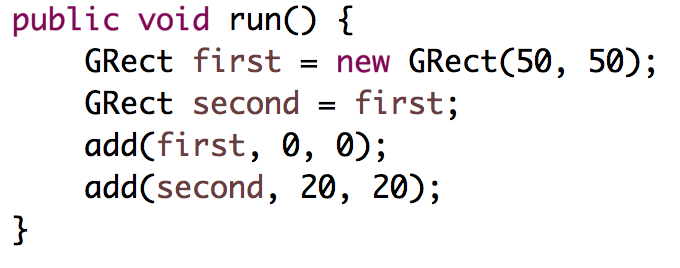 public void run() {
    GRect first = new GRect(50, 50);
    GRect second = first;
    add(first, 0, 0);
    add(second, 20, 20);
}